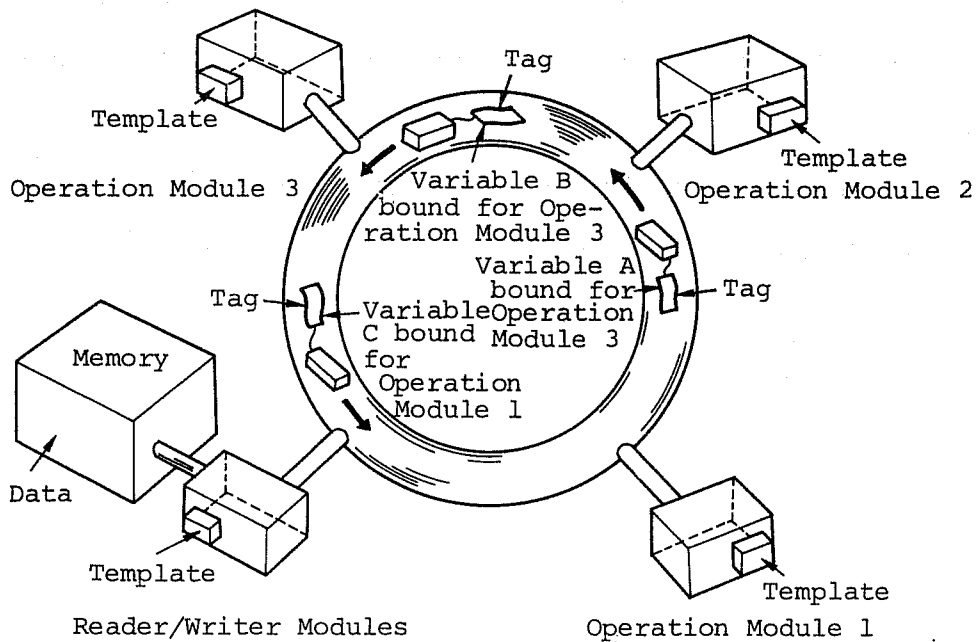 Tag
Template
Template
Operation Module 3
Operation Module 2
Variable B
bound for Ope-
ration Module 3
Variable A
bound for
Operation
Module 3
Tag
Tag
Variable
C bound
for
Operation
Module 1
Memory
Data
Template
Template
Reader/Writer Modules
Operation Module 1